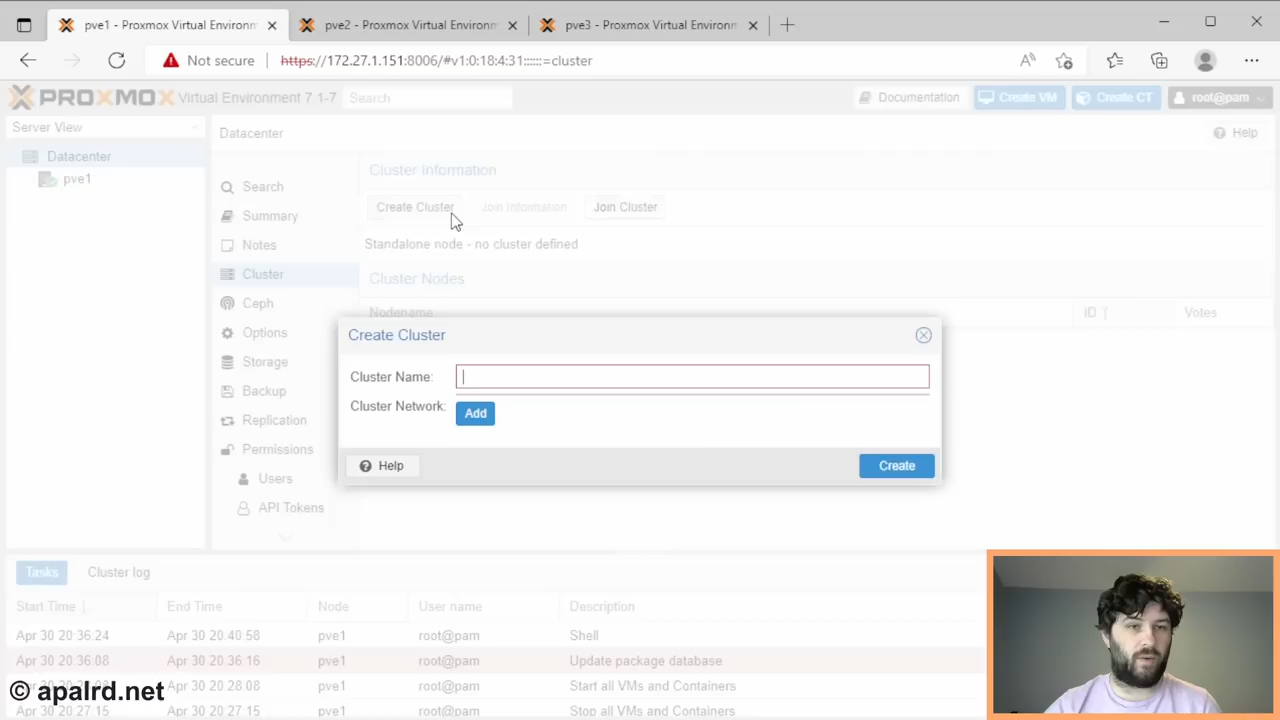 pve1 - Proxmox Virtual Environm
pve2 - Proxmox Virtual Environm
pve3 - Proxmox Virtual Environm
Not secure
https://172.27.1.151:8006/#v1:0:18:4:31::::::=cluster
PROXMOX Virtual Environment 7 1-7
Search
Documentation
Create VM
Create CT
root@pam
Server View
Datacenter
pve1
Datacenter
Help
Search
Summary
Notes
Cluster
Ceph
Options
Storage
Backup
Replication
Permissions
Users
API Tokens
Cluster Information
Create Cluster
Join Information
Join Cluster
Standalone node - no cluster defined
Cluster Nodes
Nodename
ID
Votes
Create Cluster
Cluster Name:
Cluster Network:
Add
Help
Create
Tasks
Cluster log
Start Time End Time Node User name Description
Apr 30 20:36:24 Apr 30 20:40:58 pve1 root@pam Shell
Apr 30 20:36:08 Apr 30 20:36:16 pve1 root@pam Update package database
Apr 30 20:28:08 pve1 root@pam Start all VMs and Containers
Apr 30 20:27:15 Apr 30 20:27:15 pve1 root@pam Stop all VMs and Containers
© apalrd.net